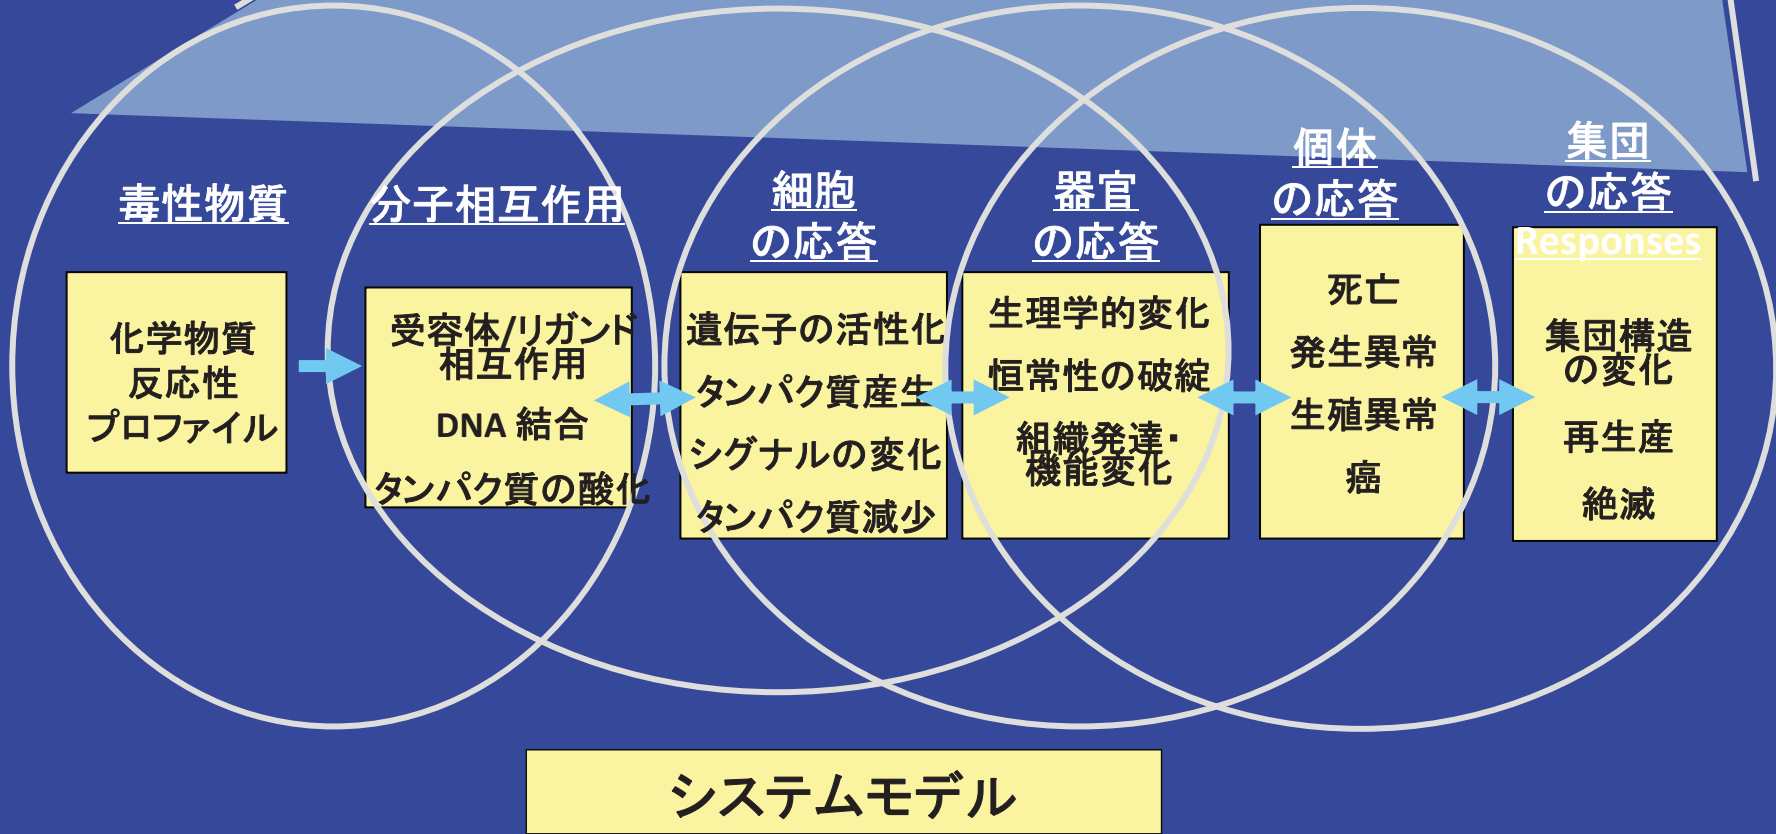 毒性物質
化学物質
反応性
プロファイル
分子相互作用
受容体/リガンド
相互作用
DNA 結合
タンパク質の酸化
細胞
の応答
遺伝子の活性化
タンパク質産生
シグナルの変化
タンパク質減少
器官
の応答
生理学的変化
恒常性の破綻
組織発達・
機能変化
個体
の応答
死亡
発生異常
生殖異常
癌
集団
の応答
Responses
集団構造
の変化
再生産
絶滅
システムモデル